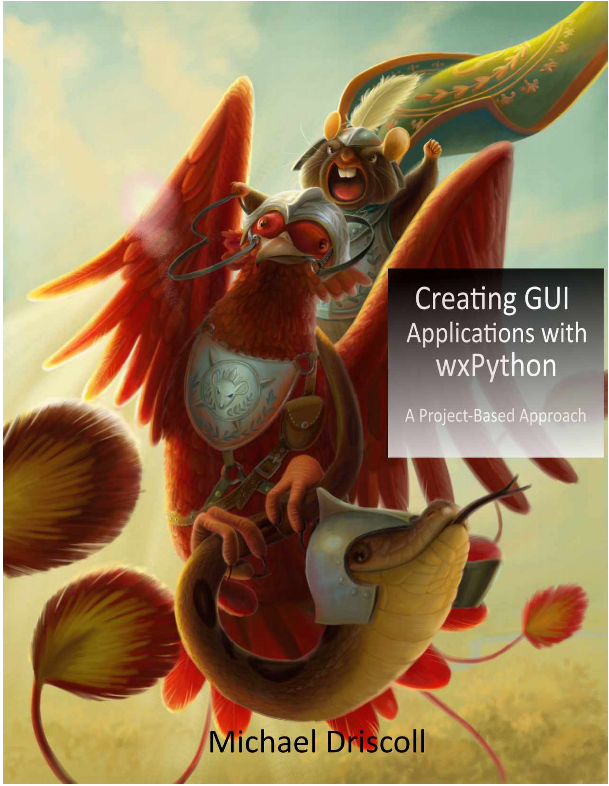 Creating GUI
Applications with
wxPython
A Project-Based Approach
Michael Driscoll